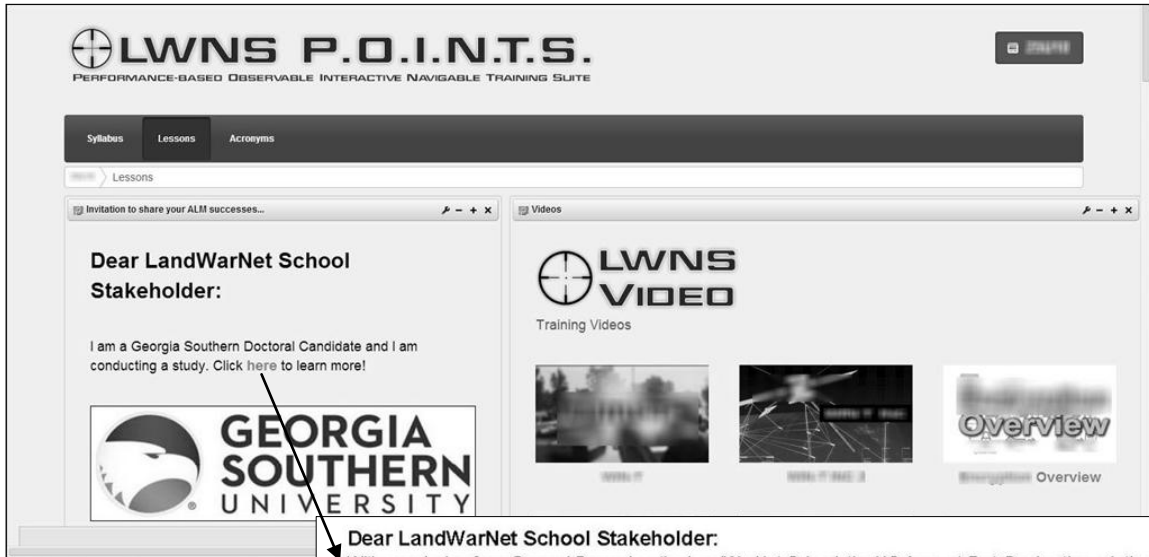 LWNS P.O.I.N.T.S.
PERFORMANCE-BASED OBSERVABLE INTERACTIVE NAVIGABLE TRAINING SUITE
Syllabus Lessons Acronyms
Lessons
Invitation to share your ALM successes...
Dear LandWarNet School
Stakeholder:
I am a Georgia Southern Doctoral Candidate and I am
conducting a study. Click here to learn more!
GEORGIA
SOUTHERN
UNIVERSITY
Videos
LWNS
VIDEO
Training Videos
Overview
Overview
Dear LandWarNet School Stakeholder: